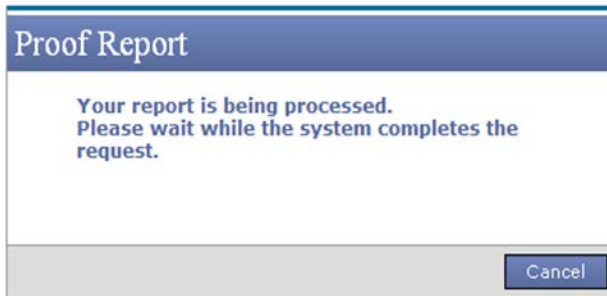 Proof Report
Your report is being processed.
Please wait while the system completes the
request.
Cancel